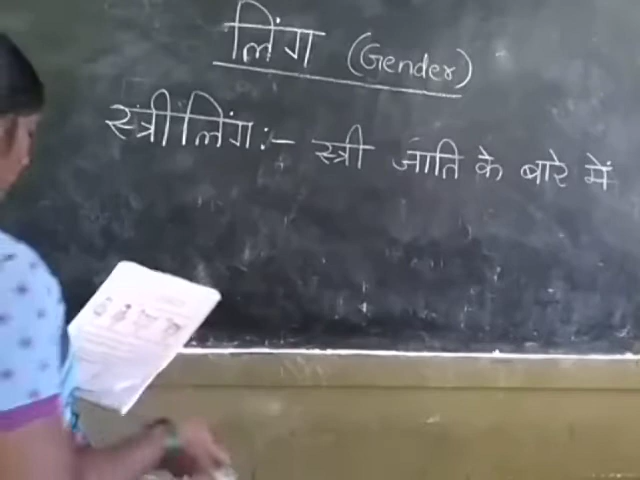 लिंग (Gender)
स्त्रीलिंग :- स्त्री जाति के बारे में